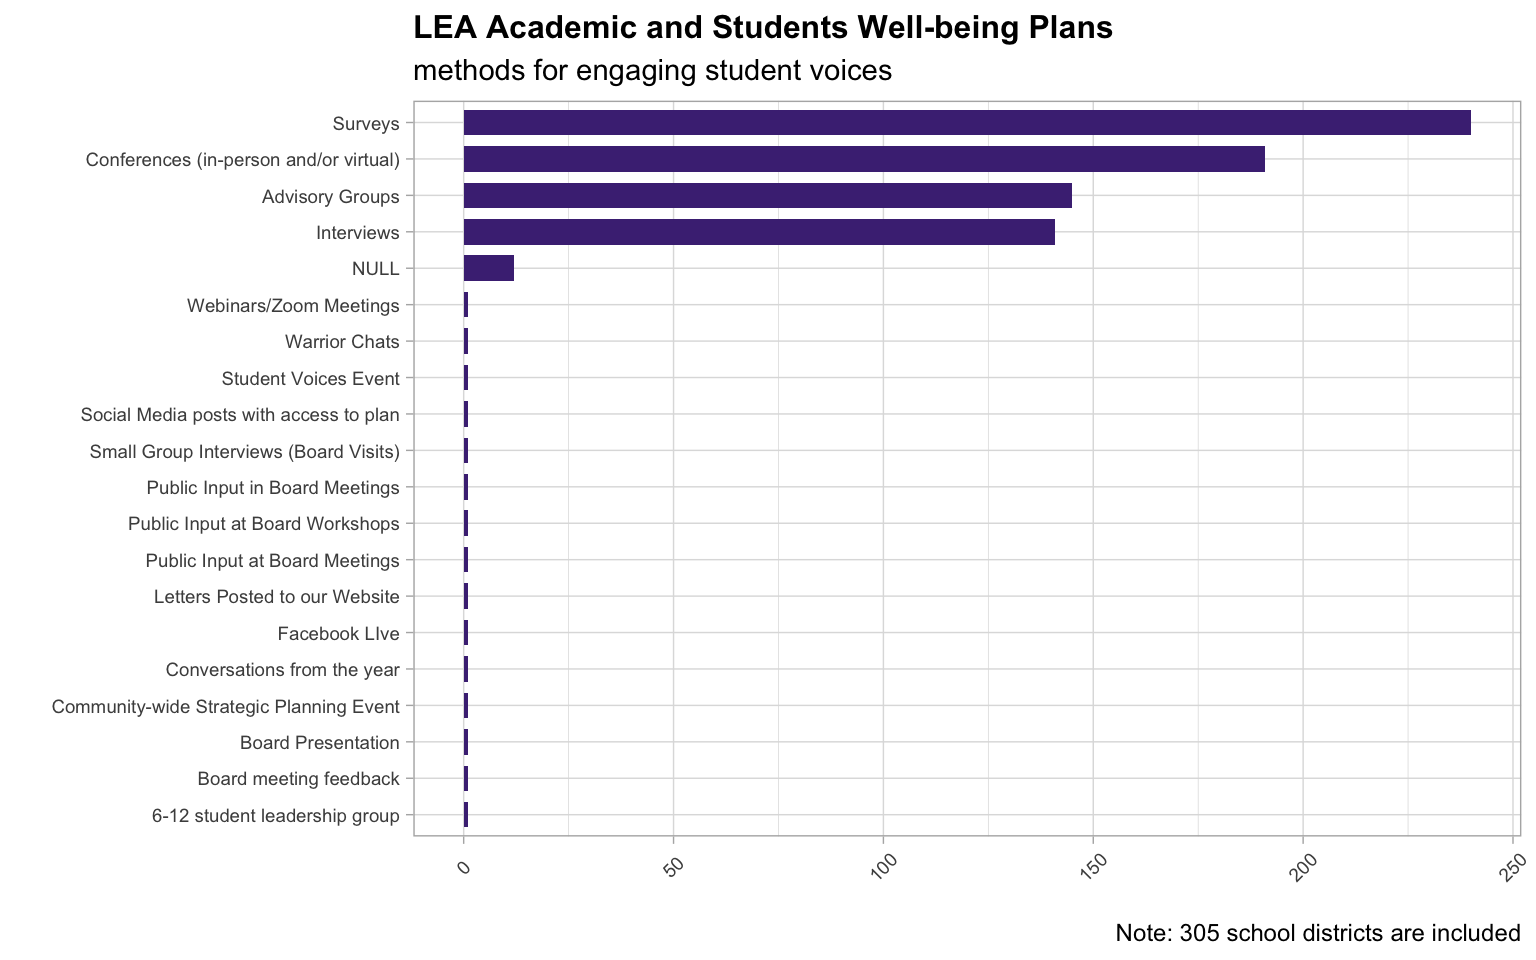 LEA Academic and Students Well-being Plans
methods for engaging student voices
Surveys
Conferences (in-person and/or virtual)
Advisory Groups
Interviews
NULL
Webinars/Zoom Meetings
Warrior Chats
Student Voices Event
Social Media posts with access to plan
Small Group Interviews (Board Visits)
Public Input in Board Meetings
Public Input at Board Workshops
Public Input at Board Meetings
Letters Posted to our Website
Facebook LIve
Conversations from the year
Community-wide Strategic Planning Event
Board Presentation
Board meeting feedback
6-12 student leadership group
0 50 100 150 200 250
Note: 305 school districts are included